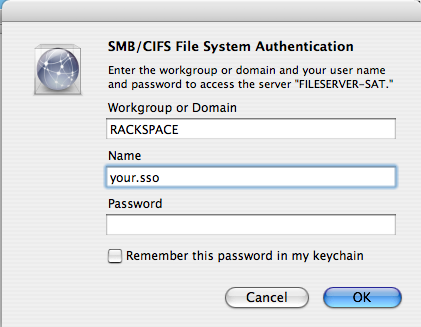 SMB/CIFS File System Authentication
Enter the workgroup or domain and your user name
and password to access the server "FILESERVER-SAT."
Workgroup or Domain
RACKSPACE
Name
your.sso
Password
Remember this password in my keychain
Cancel OK